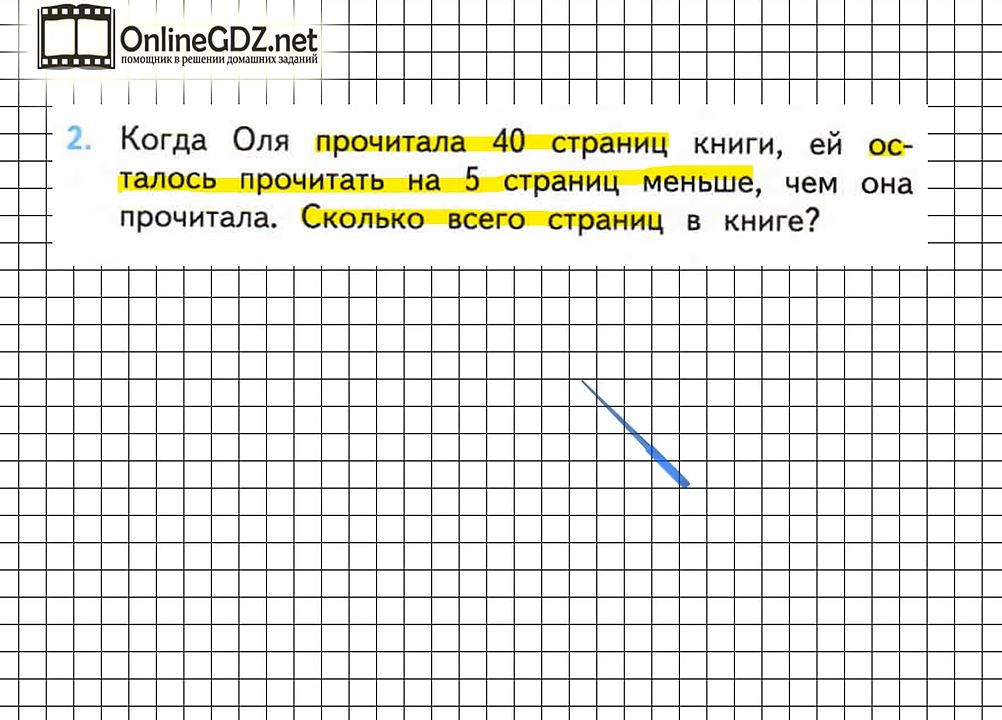 OnlineGDZ.net
помощник в решении домашних заданий
2. Когда Оля прочитала 40 страниц книги, ей ос-
талось прочитать на 5 страниц меньше, чем она
прочитала. Сколько всего страниц в книге?